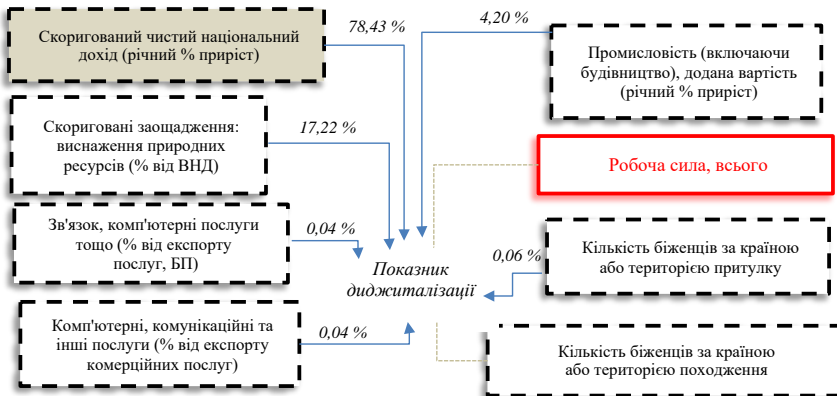 Скоригований чистий національний
дохід (річний % приріст)
78,43 %
4,20 %
Промисловість (включаючи
будівництво), додана вартість
(річний % приріст)
Скориговані заощадження:
виснаження природних
ресурсів (% від ВНД)
17,22 %
Робоча сила, всього
Зв'язок, комп'ютерні послуги
тощо (% від експорту
послуг, БП)
0,04 %
Показник
диджиталізації
0,06 %
Кількість біженців за країною
або територією притулку
Комп'ютерні, комунікаційні та
інші послуги (% від експорту
комерційних послуг)
0,04 %
Кількість біженців за країною
або територією походження